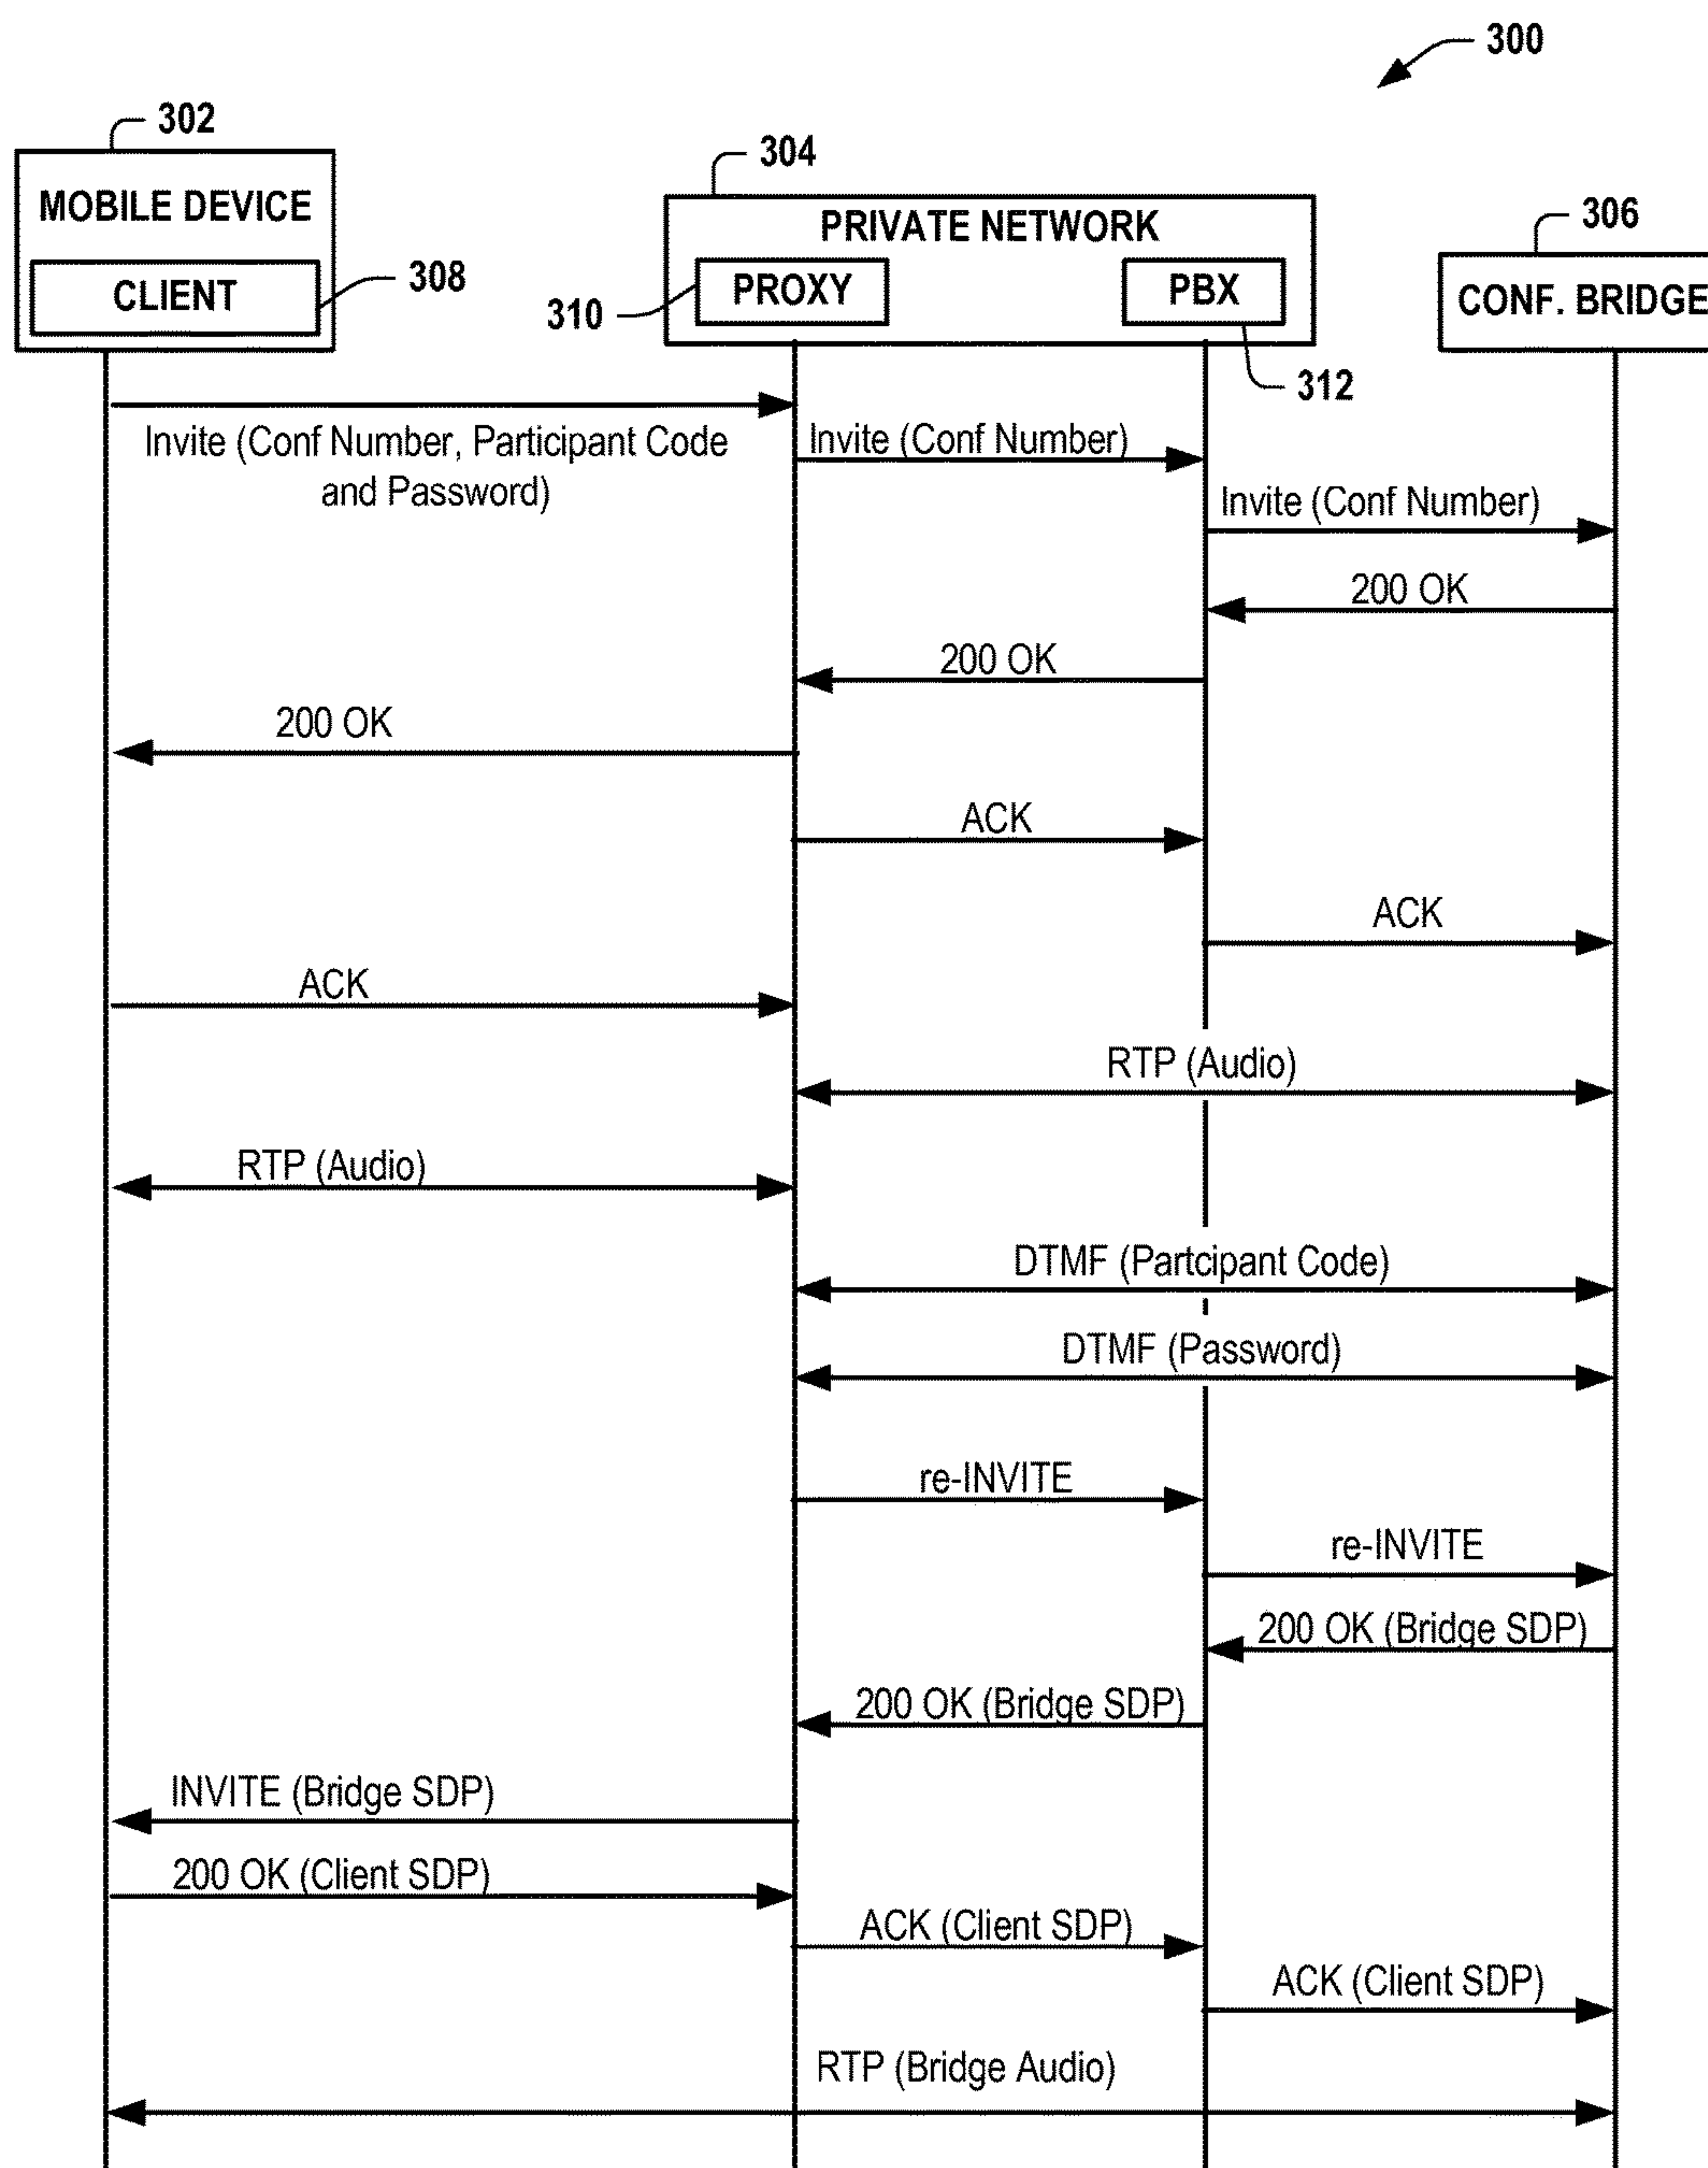 300
302
304
MOBILE DEVICE
PRIVATE NETWORK
306
CLIENT
308
310
PROXY
PBX
CONF. BRIDGE
312
Invite (Conf Number, Participant Code
and Password)
Invite (Conf Number)
Invite (Conf Number)
200 OK
200 OK
200 OK
ACK
ACK
ACK
RTP (Audio)
RTP (Audio)
DTMF (Partcipant Code)
DTMF (Password)
re-INVITE
re-INVITE
200 OK (Bridge SDP)
200 OK (Bridge SDP)
INVITE (Bridge SDP)
200 OK (Client SDP)
ACK (Client SDP)
ACK (Client SDP)
RTP (Bridge Audio)